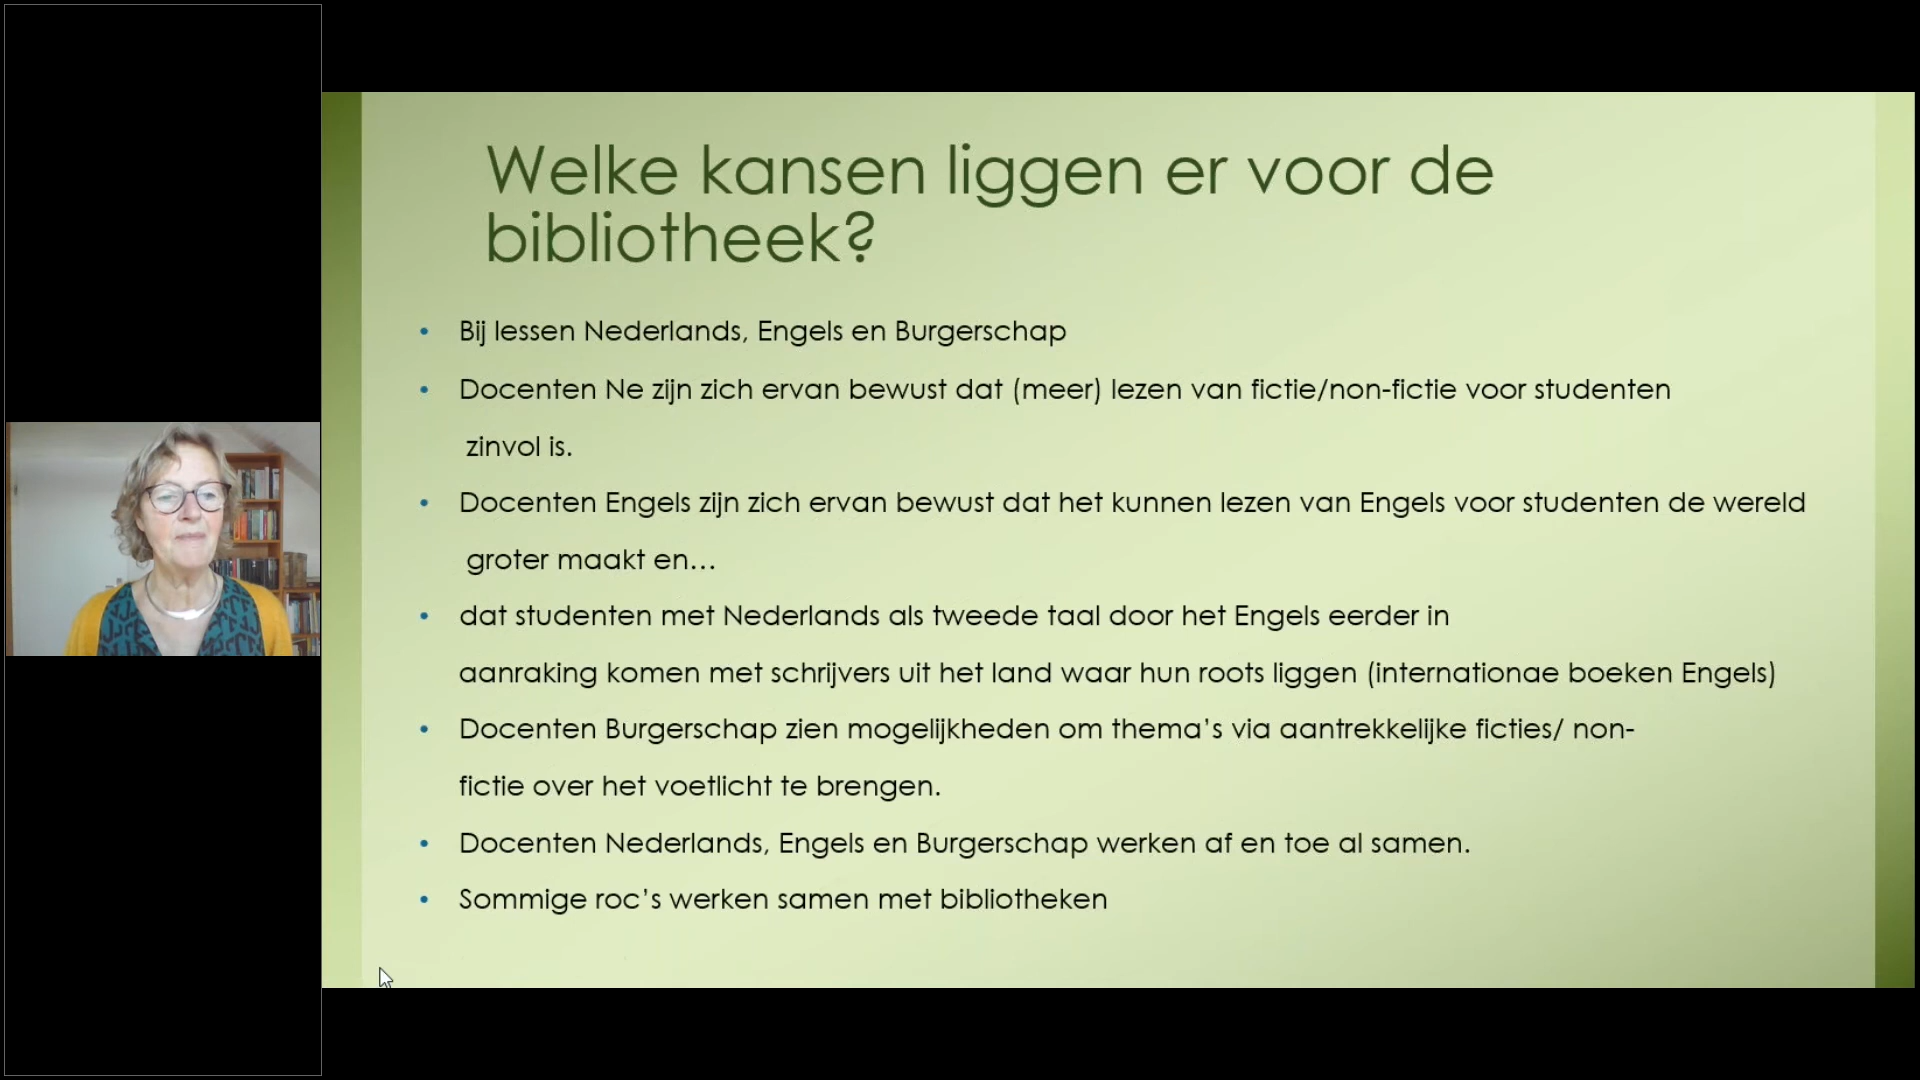 Welke kansen liggen er voor de
bibliotheek?
• Bij lessen Nederlands, Engels en Burgerschap
• Docenten Ne zijn zich ervan bewust dat (meer) lezen van fictie/non-fictie voor studenten
zinvol is.
• Docenten Engels zijn zich ervan bewust dat het kunnen lezen van Engels voor studenten de wereld
groter maakt en...
• dat studenten met Nederlands als tweede taal door het Engels eerder in
aanraking komen met schrijvers uit het land waar hun roots liggen (internationae boeken Engels)
• Docenten Burgerschap zien mogelijkheden om thema’s via aantrekkelijke ficties/ non-
fictie over het voetlicht te brengen.
• Docenten Nederlands, Engels en Burgerschap werken af en toe al samen.
• Sommige roc’s werken samen met bibliotheken